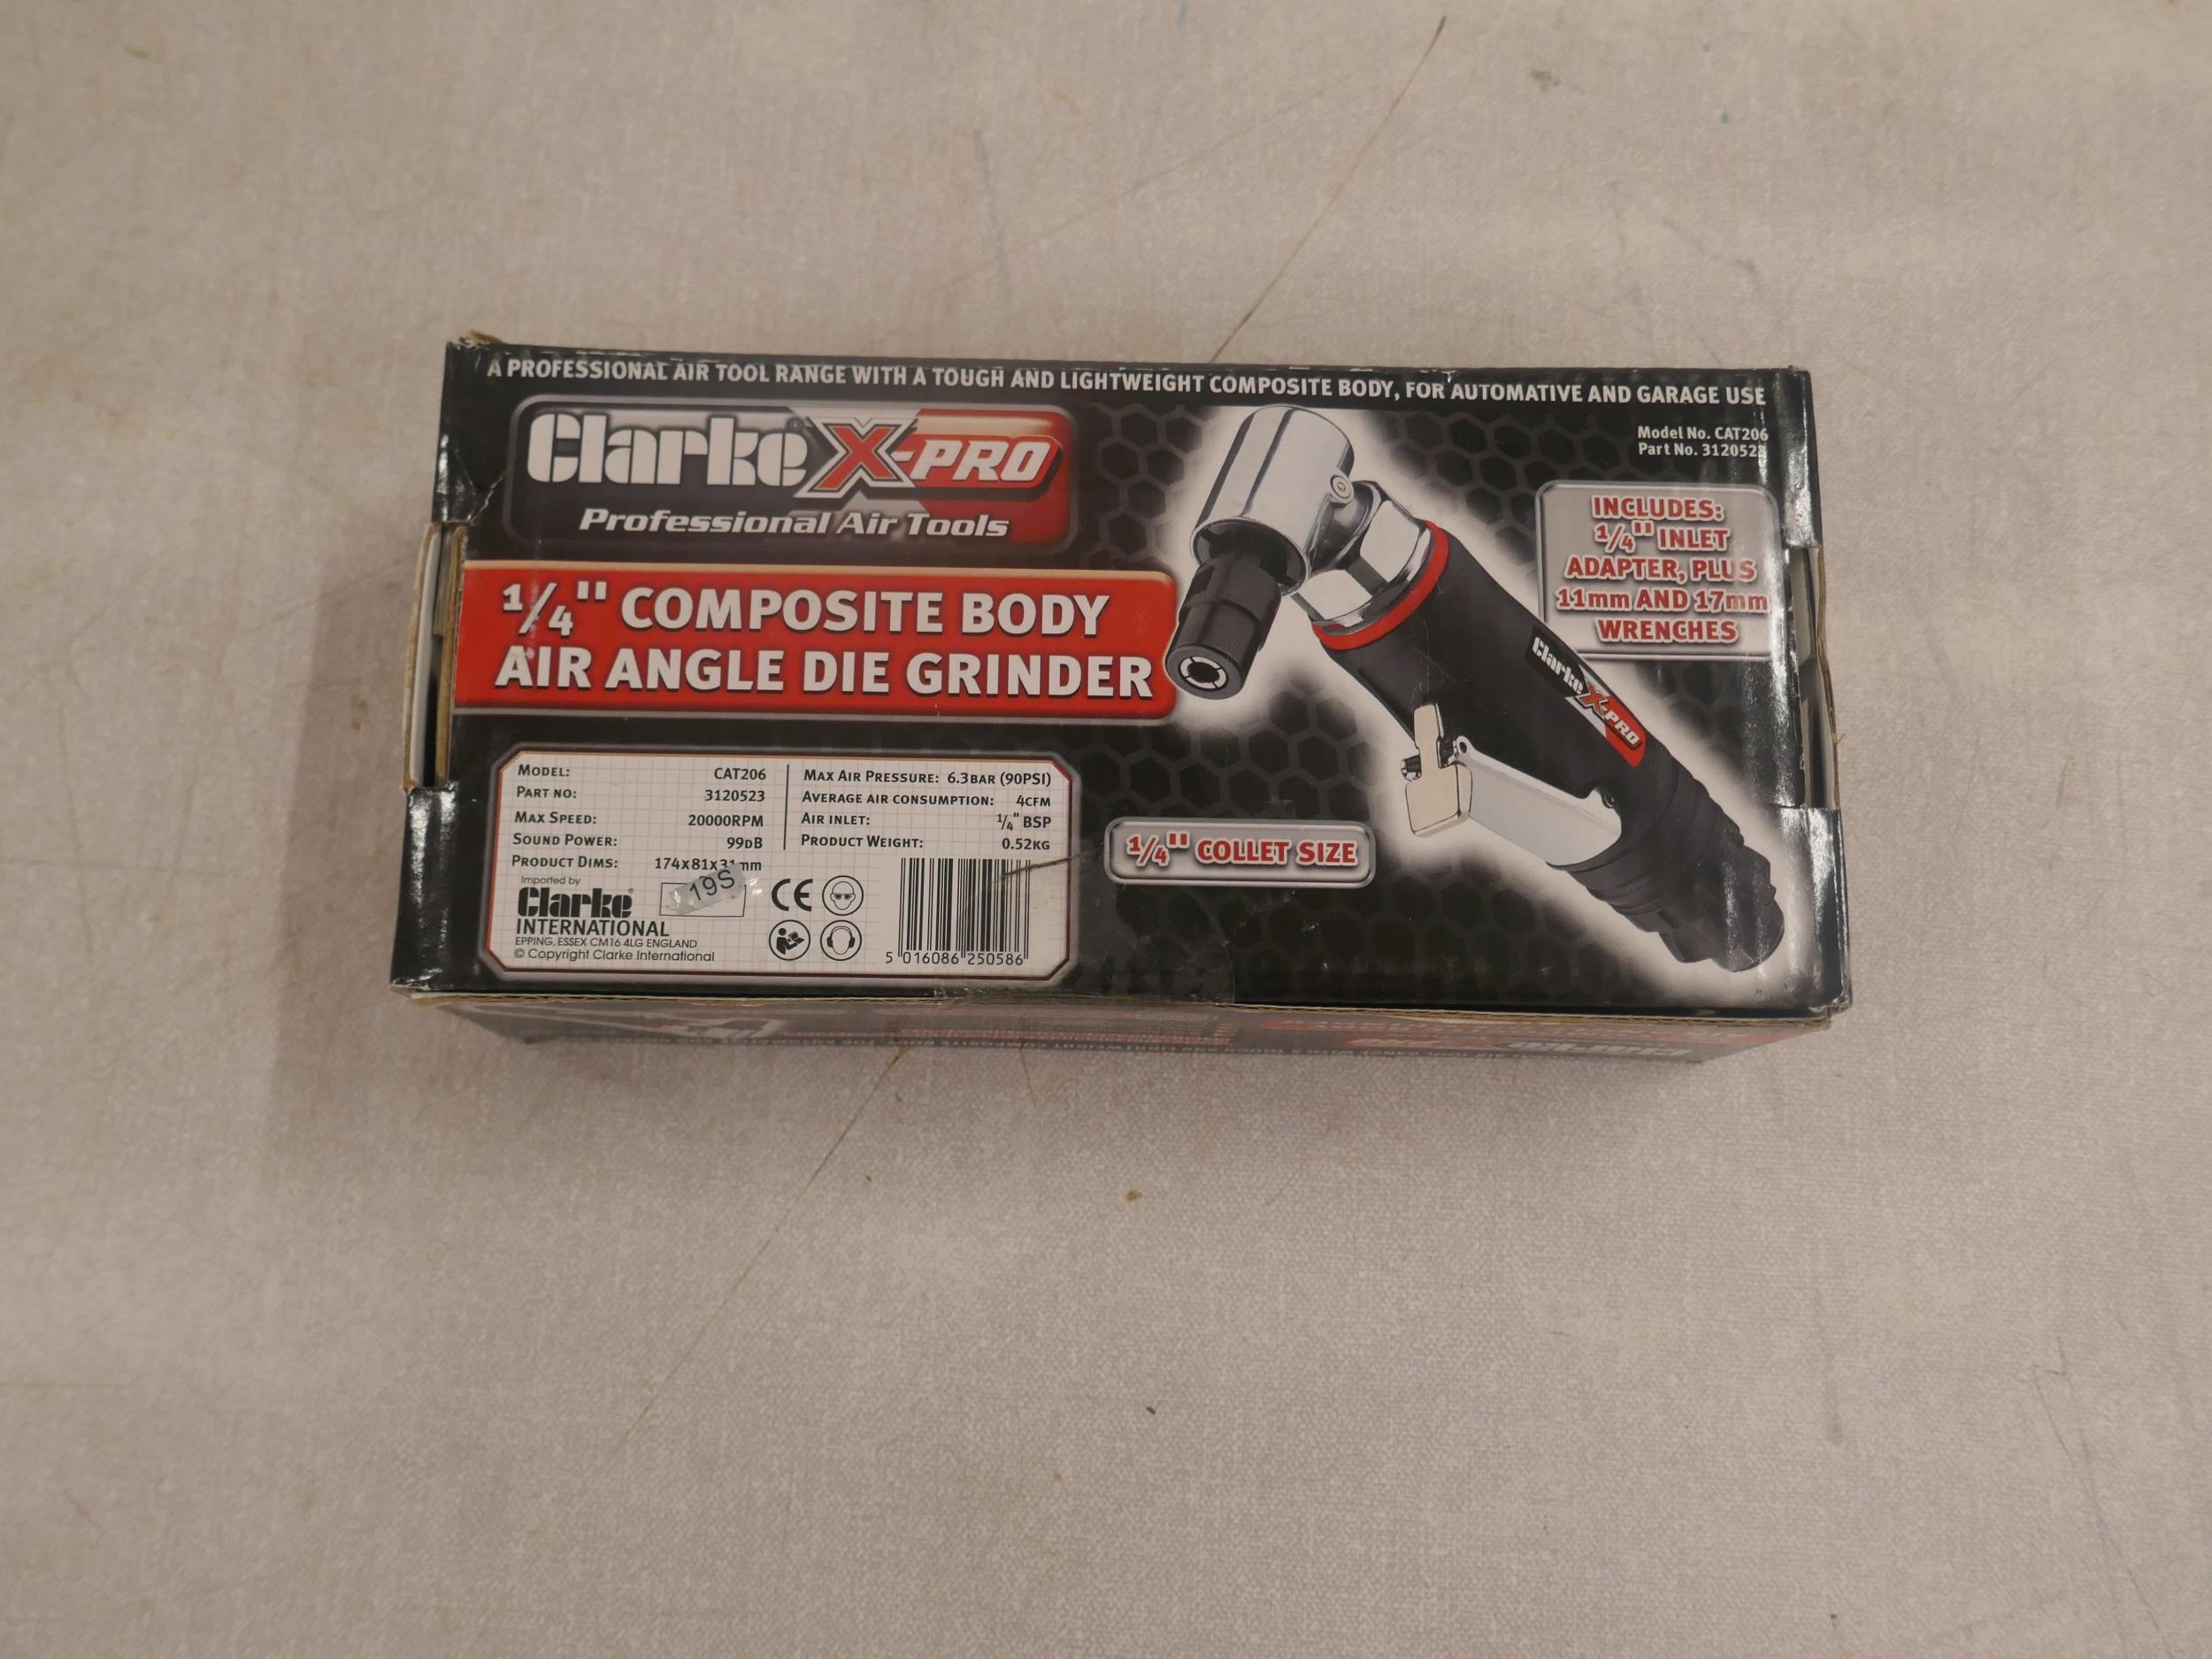 A PROFESSIONAL AIR TOOL RANGE WITH A TOUGH AND LIGHTWEIGHT COMPOSITE BODY, FOR AUTOMATIVE AND GARAGE USE
Clarke® X-PRO
Professional Air Tools
Model No. CAT206
Part No. 3120523
INCLUDES:
1/4" INLET
ADAPTER, PLUS
11mm AND 17mm
WRENCHES
1/4" COMPOSITE BODY
AIR ANGLE DIE GRINDER
Clarke X-PRO
MODEL: CAT206
PART NO: 3120523
MAX SPEED: 20000RPM
SOUND POWER: 99DB
PRODUCT DIMS: 174x81x31mm
MAX AIR PRESSURE: 6.3BAR (90PSI)
AVERAGE AIR CONSUMPTION: 4CFM
AIR INLET: 1/4" BSP
PRODUCT WEIGHT: 0.52KG
1/4" COLLET SIZE
Imported by
Clarke®
INTERNATIONAL
EPPING, ESSEX CM16 4LG ENGLAND
© Copyright Clarke International
19S
CE
5 016086 250586